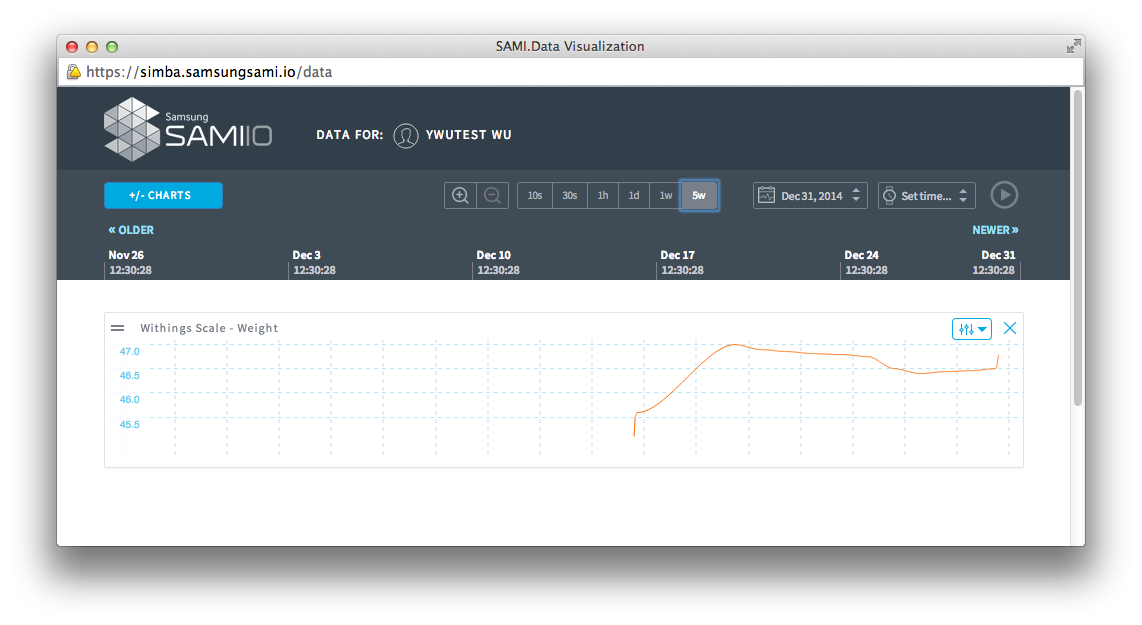 SAMI.Data Visualization
https://simba.samsungsami.io/data
Samsung
SAMIIO
DATA FOR: YWUTEST WU
+/- CHARTS
10s 30s 1h 1d 1w 5w
Dec 31, 2014
Set time...
« OLDER
NEWER »
Nov 26 Dec 3 Dec 10 Dec 17 Dec 24 Dec 31
12:30:28 12:30:28 12:30:28 12:30:28 12:30:28 12:30:28
Withings Scale - Weight
47.0
46.5
46.0
45.5